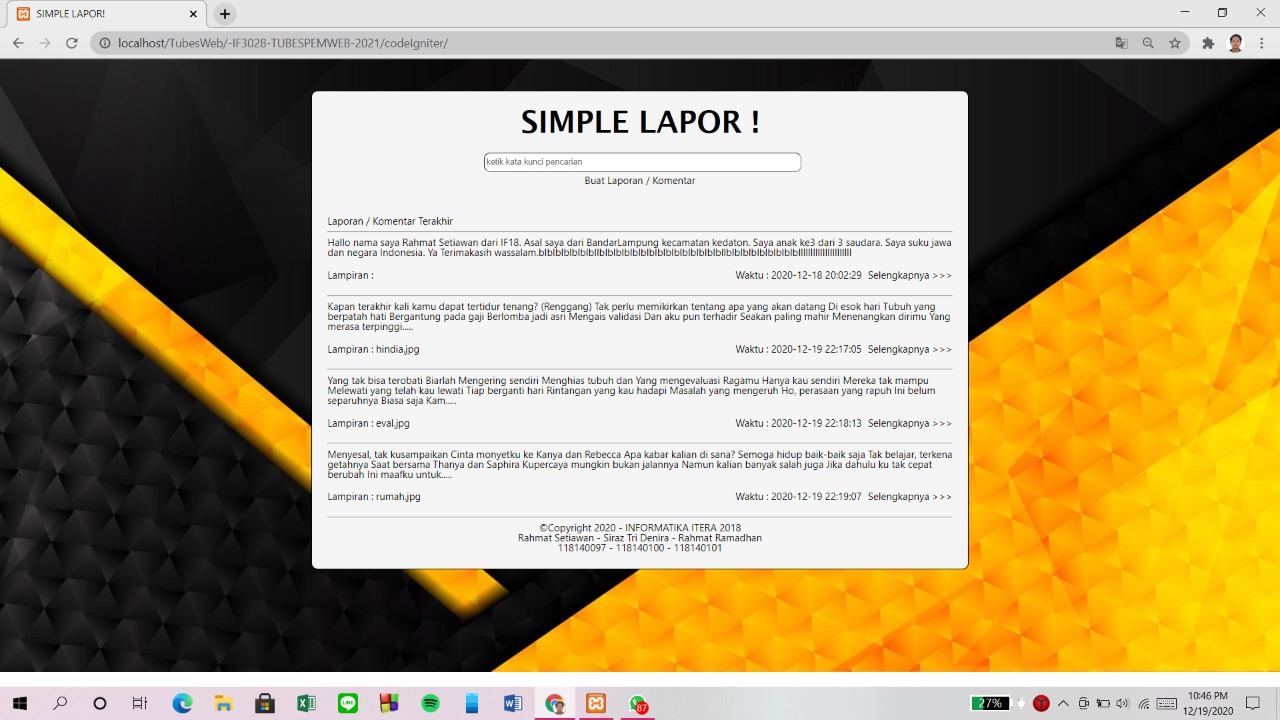 SIMPLE LAPOR!
localhost/TubesWeb/-IF3028-TUBESPEMWEB-2021/codeIgniter/
SIMPLE LAPOR !
ketik kata kunci pencarian
Buat Laporan / Komentar
Laporan / Komentar Terakhir
Hallo nama saya Rahmat Setiawan dari IF18. Asal saya dari BandarLampung kecamatan kedaton. Saya anak ke3 dari 3 saudara. Saya suku jawa
dan negara Indonesia. Ya Terimakasih
Lampiran :
Waktu : 2020-12-18 20:02:29 Selengkapnya >>>
Kapan terakhir kali kamu dapat tertidur tenang? (Renggang) Tak perlu memikirkan tentang apa yang akan datang Di esok hari Tubuh yang
berpatah hati Bergantung pada gaji Berlomba jadi asri Mengais validasi Dan aku pun terhadir Seakan paling mahir Menenangkan dirimu Yang
merasa terpinggi.....
Lampiran : hindia.jpg
Waktu : 2020-12-19 22:17:05 Selengkapnya >>>
Yang tak bisa terobati Biarlah Mengering sendiri Menghias tubuh dan Yang mengevaluasi Ragamu Hanya kau sendiri Mereka tak mampu
Melewati yang telah kau lewati Tiap berganti hari Rintangan yang kau hadapi Masalah yang mengeruh Ho, perasaan yang rapuh Ini belum
separuhnya Biasa saja Kam.....
Lampiran : eval.jpg
Waktu : 2020-12-19 22:18:13 Selengkapnya >>>
Menyesal, tak kusampaikan Cinta monyetku ke Kanya dan Rebecca Apa kabar kalian di sana? Semoga hidup baik-baik saja Tak belajar, terkena
getahnya Saat bersama Thanya dan Saphira Kupercaya mungkin bukan jalannya Namun kalian banyak salah juga Jika dahulu ku tak cepat
berubah Ini maafku untuk.....
Lampiran : rumah.jpg
Waktu : 2020-12-19 22:19:07 Selengkapnya >>>
©Copyright 2020 - INFORMATIKA ITERA 2018
Rahmat Setiawan - Siraz Tri Denira - Rahmat Ramadhan
118140097 - 118140100 - 118140101
27%
87
10:46 PM
12/19/2020